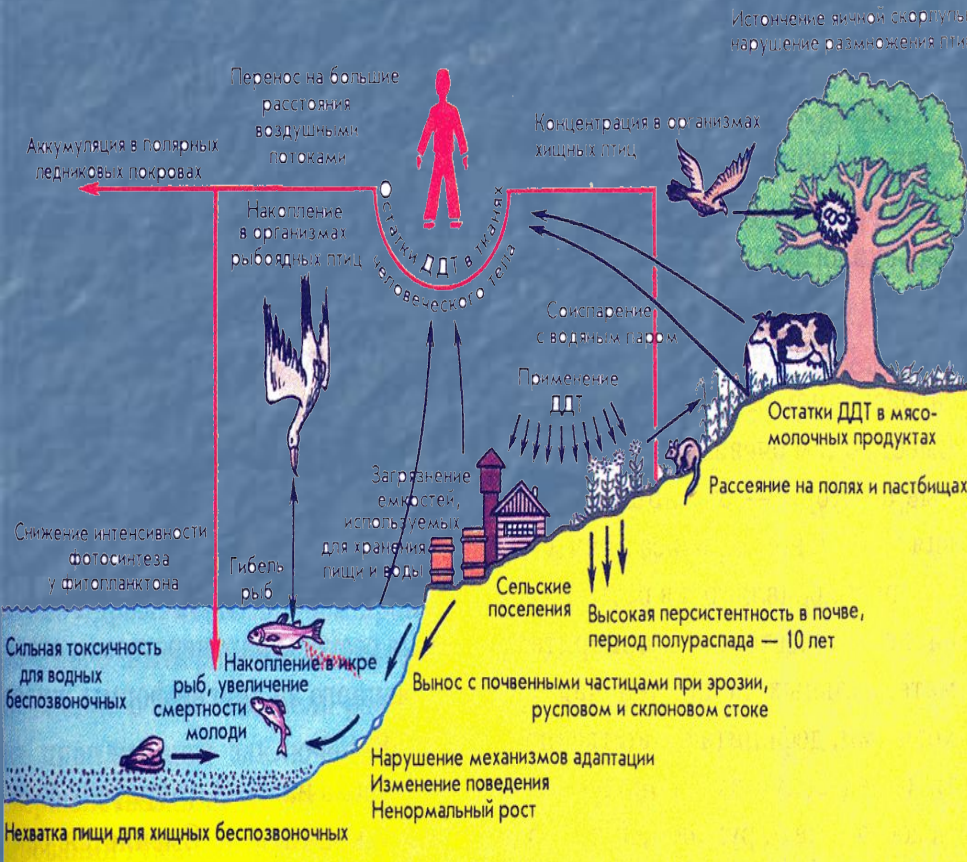 Истончение яичной скорлупы
нарушение размножения
Перенос на большие
расстояния
воздушными
потоками
Концентрация в организмах
хищных птиц
Аккумуляция в полярных
ледниковых покровах
Накопление
в организмах
рыбоядных птиц
Остатки ДДТ в тканях
человеческого тела
Соиспарение
с водяным паром
Применение
ДДТ
Остатки ДДТ в мясо-
молочных продуктах
Рассеяние на полях и пастбищах
Загрязнение
емкостей,
используемых
для хранения
пищи и воды
Снижение интенсивности
фотосинтеза
у фитопланктона
Гибель
рыб
Сельские
поселения
Высокая персистентность в почве,
период полураспада — 10 лет
Сильная токсичность
для водных
беспозвоночных
Накопление в икре
рыб, увеличение
смертности
молоди
Вынос с почвенными частицами при эрозии,
русловом и склоновом стоке
Нарушение механизмов адаптации
Изменение поведения
Ненормальный рост
Нехватка пищи для хищных беспозвоночных